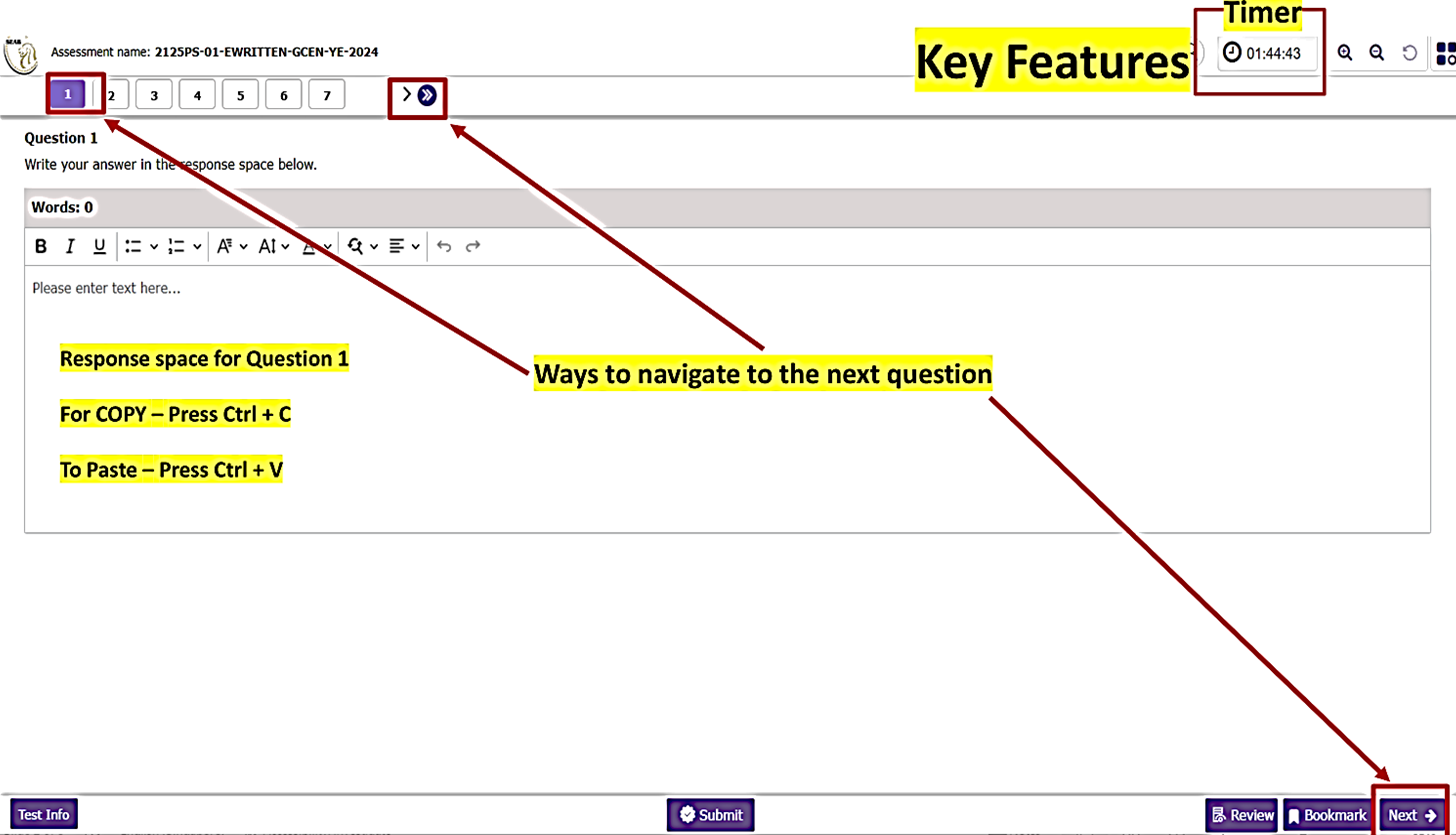 Timer
SEAB
Assessment name: 2125PS-01-EWRITTEN-GCEN-YE-2024
Key Features
01:44:43
1 2 3 4 5 6 7
Question 1
Write your answer in the response space below.
Words: 0
B I U
Please enter text here...
Response space for Question 1
Ways to navigate to the next question
For COPY – Press Ctrl + C
To Paste – Press Ctrl + V
Test Info Submit Review Bookmark Next